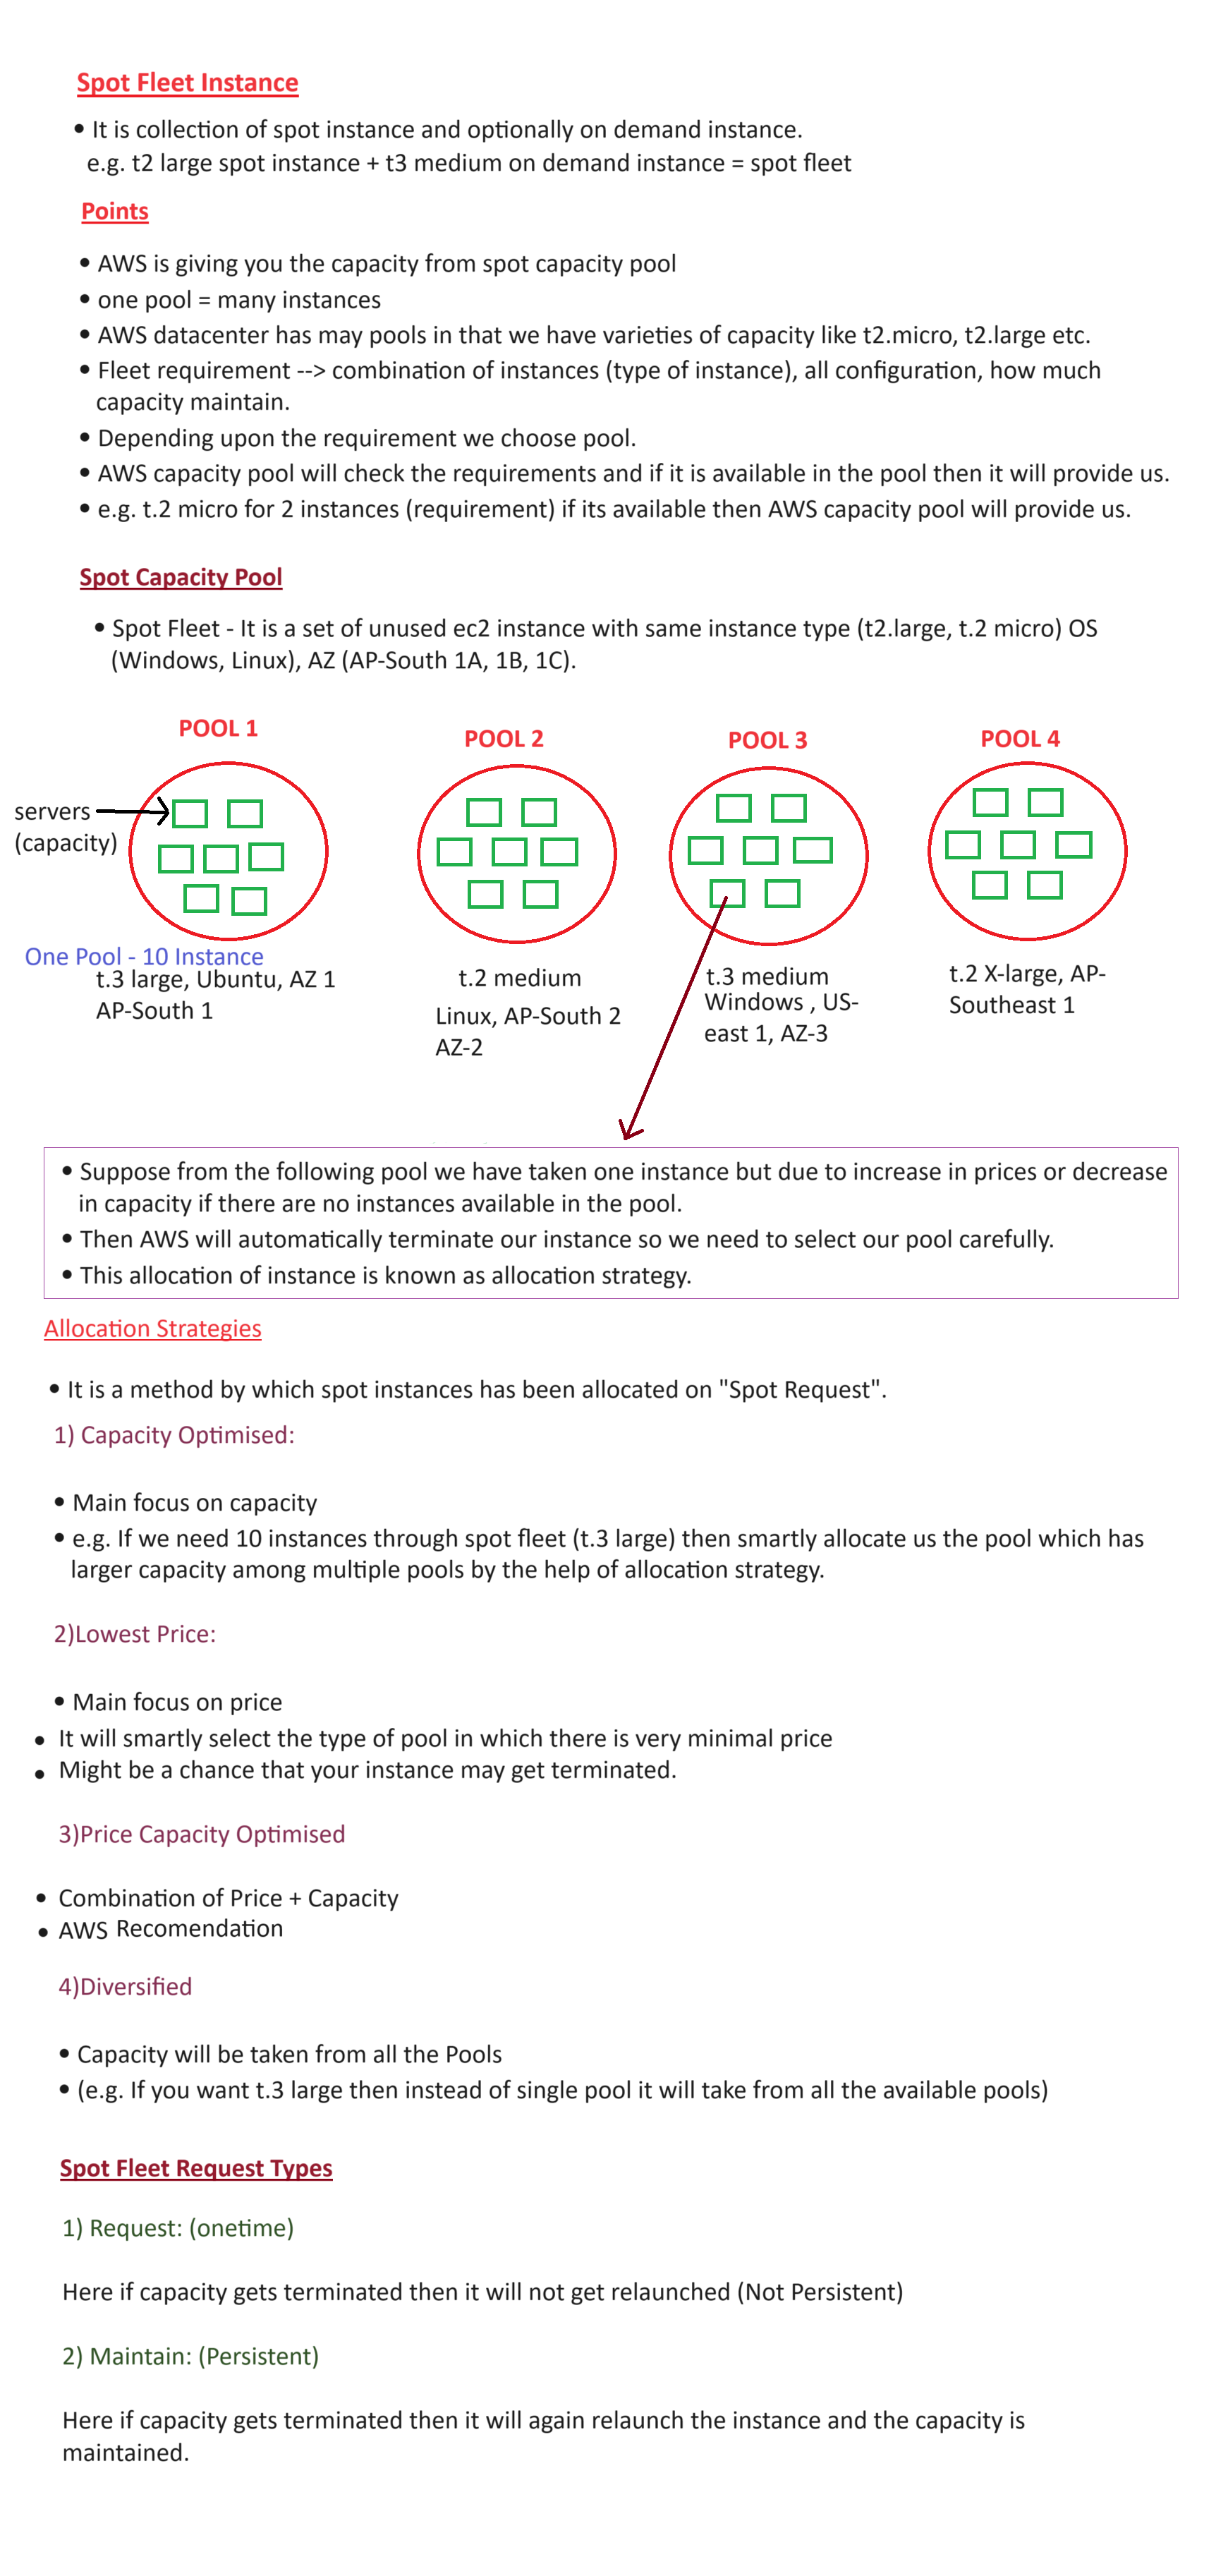 Spot Fleet Instance
• It is collection of spot instance and optionally on demand instance.
e.g. t2 large spot instance + t3 medium on demand instance = spot fleet
Points
• AWS is giving you the capacity from spot capacity pool
• one pool = many instances
• AWS datacenter has may pools in that we have varieties of capacity like t2.micro, t2.large etc.
• Fleet requirement --> combination of instances (type of instance), all configuration, how much
capacity maintain.
• Depending upon the requirement we choose pool.
• AWS capacity pool will check the requirements and if it is available in the pool then it will provide us.
• e.g. t.2 micro for 2 instances (requirement) if its available then AWS capacity pool will provide us.
Spot Capacity Pool
• Spot Fleet - It is a set of unused ec2 instance with same instance type (t2.large, t.2 micro) OS
(Windows, Linux), AZ (AP-South 1A, 1B, 1C).
POOL 1
POOL 2
POOL 3
POOL 4
servers
(capacity)
One Pool - 10 Instance
t.3 large, Ubuntu, AZ 1
AP-South 1
t.2 medium
Linux, AP-South 2
AZ-2
t.3 medium
Windows , US-
east 1, AZ-3
t.2 X-large, AP-
Southeast 1
• Suppose from the following pool we have taken one instance but due to increase in prices or decrease
in capacity if there are no instances available in the pool.
• Then AWS will automatically terminate our instance so we need to select our pool carefully.
• This allocation of instance is known as allocation strategy.
Allocation Strategies
• It is a method by which spot instances has been allocated on "Spot Request".
1) Capacity Optimised:
• Main focus on capacity
• e.g. If we need 10 instances through spot fleet (t.3 large) then smartly allocate us the pool which has
larger capacity among multiple pools by the help of allocation strategy.
2)Lowest Price:
• Main focus on price
• It will smartly select the type of pool in which there is very minimal price
• Might be a chance that your instance may get terminated.
3)Price Capacity Optimised
• Combination of Price + Capacity
• AWS Recomendation
4)Diversified
• Capacity will be taken from all the Pools
• (e.g. If you want t.3 large then instead of single pool it will take from all the available pools)
Spot Fleet Request Types
1) Request: (onetime)
Here if capacity gets terminated then it will not get relaunched (Not Persistent)
2) Maintain: (Persistent)
Here if capacity gets terminated then it will again relaunch the instance and the capacity is
maintained.